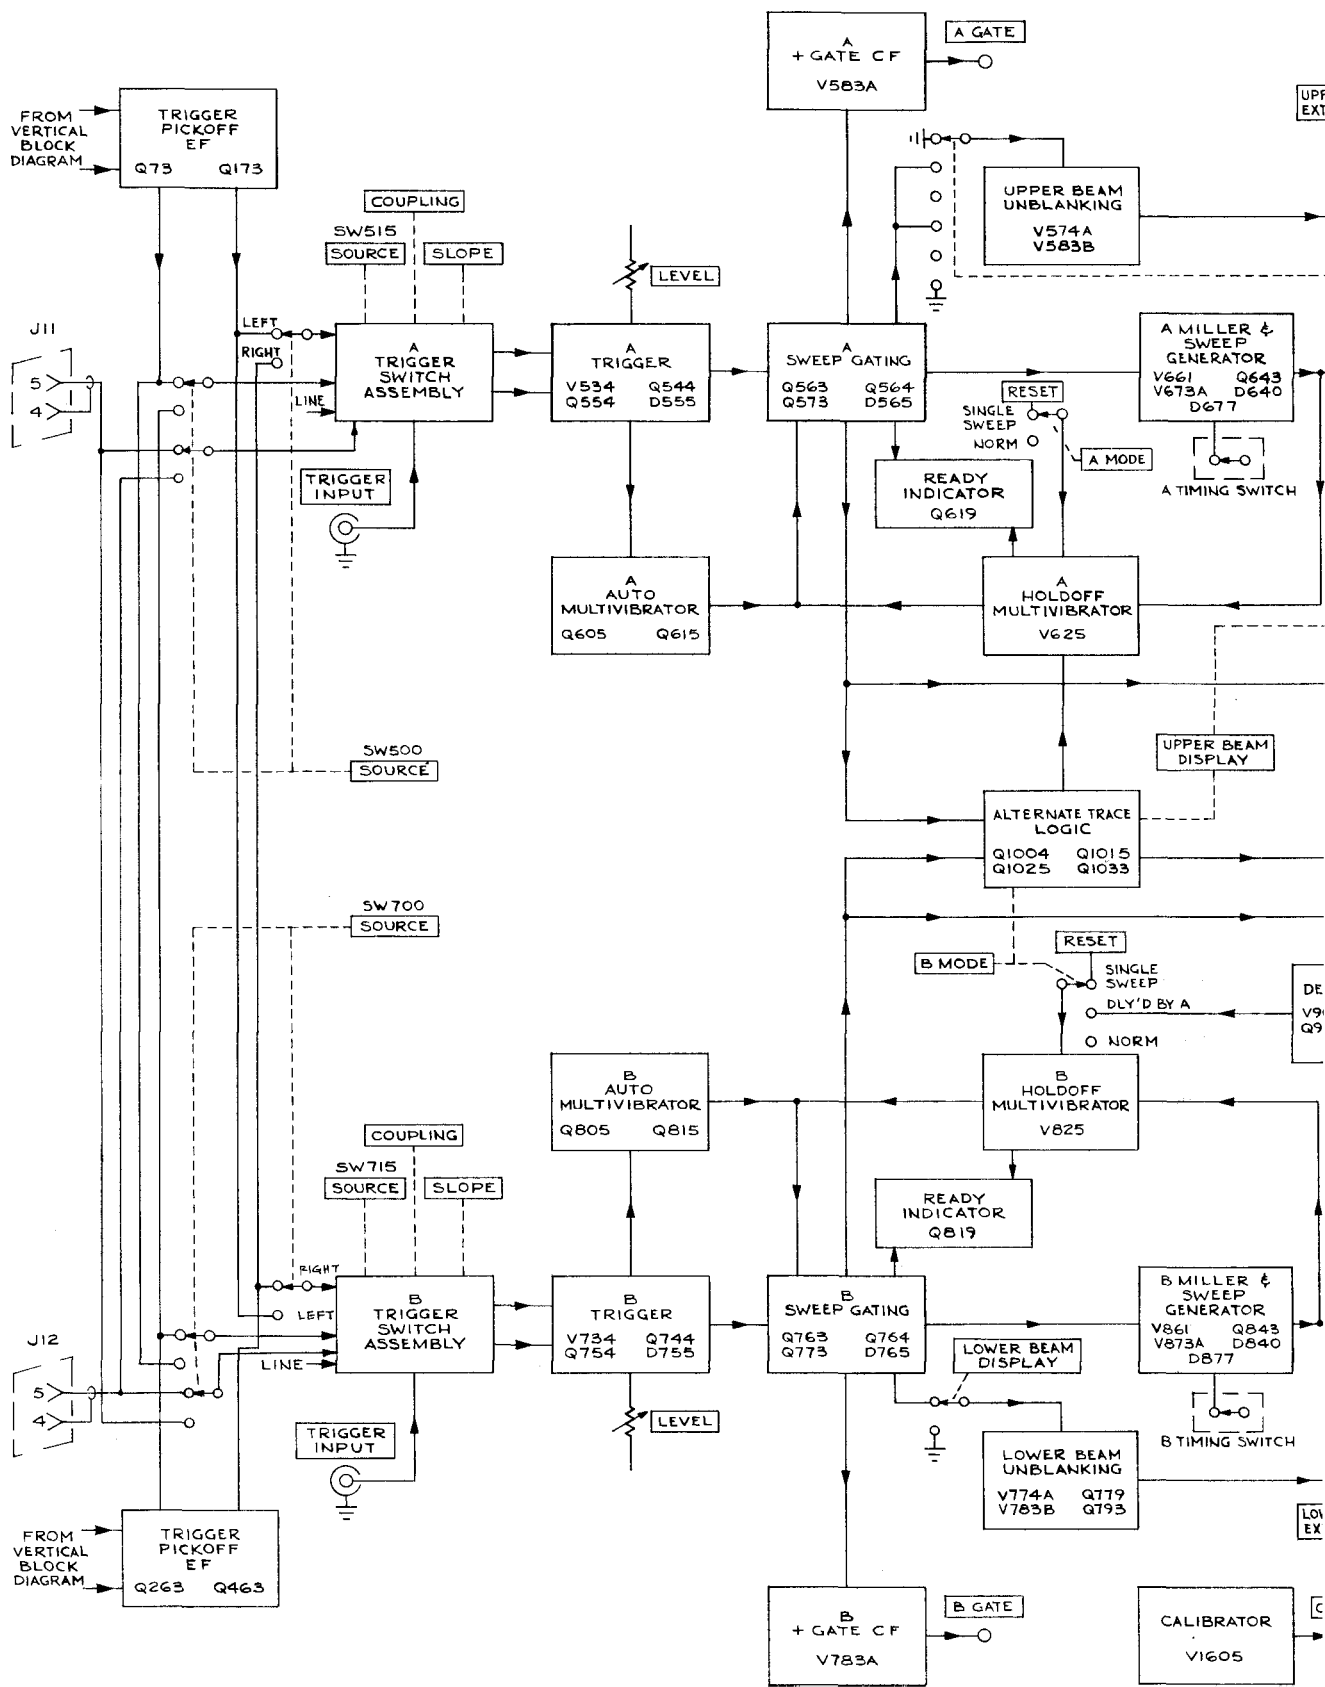 A
+ GATE CF
V583A
A GATE
UPP
EXT
FROM
VERTICAL
BLOCK
DIAGRAM
TRIGGER
PICKOFF
EF
Q73 Q173
UPPER BEAM
UNBLANKING
V574A
V583B
COUPLING
SW515
SOURCE
SLOPE
LEVEL
J11
5
4
LEFT
RIGHT
LINE
A
TRIGGER
SWITCH
ASSEMBLY
A
TRIGGER
V534 Q544
Q554 D555
A
SWEEP GATING
Q563 Q564
Q573 D565
A MILLER &
SWEEP
GENERATOR
V661 Q643
V673A D640
D677
RESET
SINGLE
SWEEP
NORM
A MODE
A TIMING SWITCH
TRIGGER
INPUT
READY
INDICATOR
Q619
A
AUTO
MULTIVIBRATOR
Q605 Q615
A
HOLDOFF
MULTIVIBRATOR
V625
SW500
SOURCE
UPPER BEAM
DISPLAY
ALTERNATE TRACE
LOGIC
Q1004 Q1015
Q1025 Q1033
SW700
SOURCE
B MODE
RESET
SINGLE
SWEEP
DLY'D BY A
NORM
DE
V9
Q9
B
AUTO
MULTIVIBRATOR
Q805 Q815
B
HOLDOFF
MULTIVIBRATOR
V825
COUPLING
SW715
SOURCE
SLOPE
READY
INDICATOR
Q819
RIGHT
LEFT
LINE
B
TRIGGER
SWITCH
ASSEMBLY
B
TRIGGER
V734 Q744
Q754 D755
B
SWEEP GATING
Q763 Q764
Q773 D765
B MILLER &
SWEEP
GENERATOR
V861 Q843
V873A D840
D877
J12
5
4
LOWER BEAM
DISPLAY
LEVEL
B TIMING SWITCH
TRIGGER
INPUT
LOWER BEAM
UNBLANKING
V774A Q779
V783B Q793
LOW
EX
FROM
VERTICAL
BLOCK
DIAGRAM
TRIGGER
PICKOFF
EF
Q263 Q463
B
+ GATE CF
V783A
B GATE
CALIBRATOR
V1605